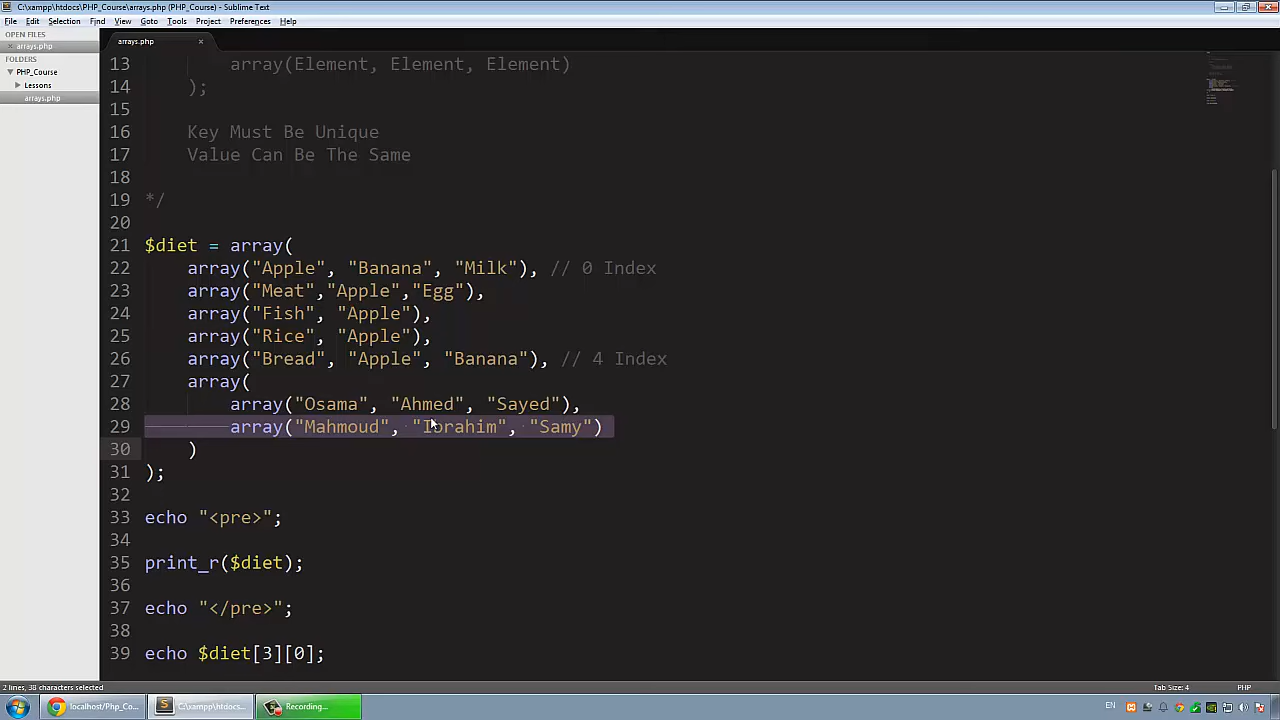 C:\xampp\htdocs\PHP_Course\arrays.php (PHP_Course) - Sublime Text
File Edit Selection Find View Goto Tools Project Preferences Help
OPEN FILES
arrays.php
FOLDERS
PHP_Course
Lessons
arrays.php
arrays.php
13 array(Element, Element, Element)
14 );
15
16 Key Must Be Unique
17 Value Can Be The Same
18
19 */
20
21 $diet = array(
22 array("Apple", "Banana", "Milk"), // 0 Index
23 array("Meat","Apple","Egg"),
24 array("Fish", "Apple"),
25 array("Rice", "Apple"),
26 array("Bread", "Apple", "Banana"), // 4 Index
27 array(
28 array("Osama", "Ahmed", "Sayed"),
29 array("Mahmoud", "Ibrahim", "Samy")
30 )
31 );
32
33 echo "<pre>";
34
35 print_r($diet);
36
37 echo "</pre>";
38
39 echo $diet[3][0];
2 lines, 38 characters selected
Tab Size: 4
PHP
localhost/Php_Co...
C:\xampp\htdocs...
Recording...
EN